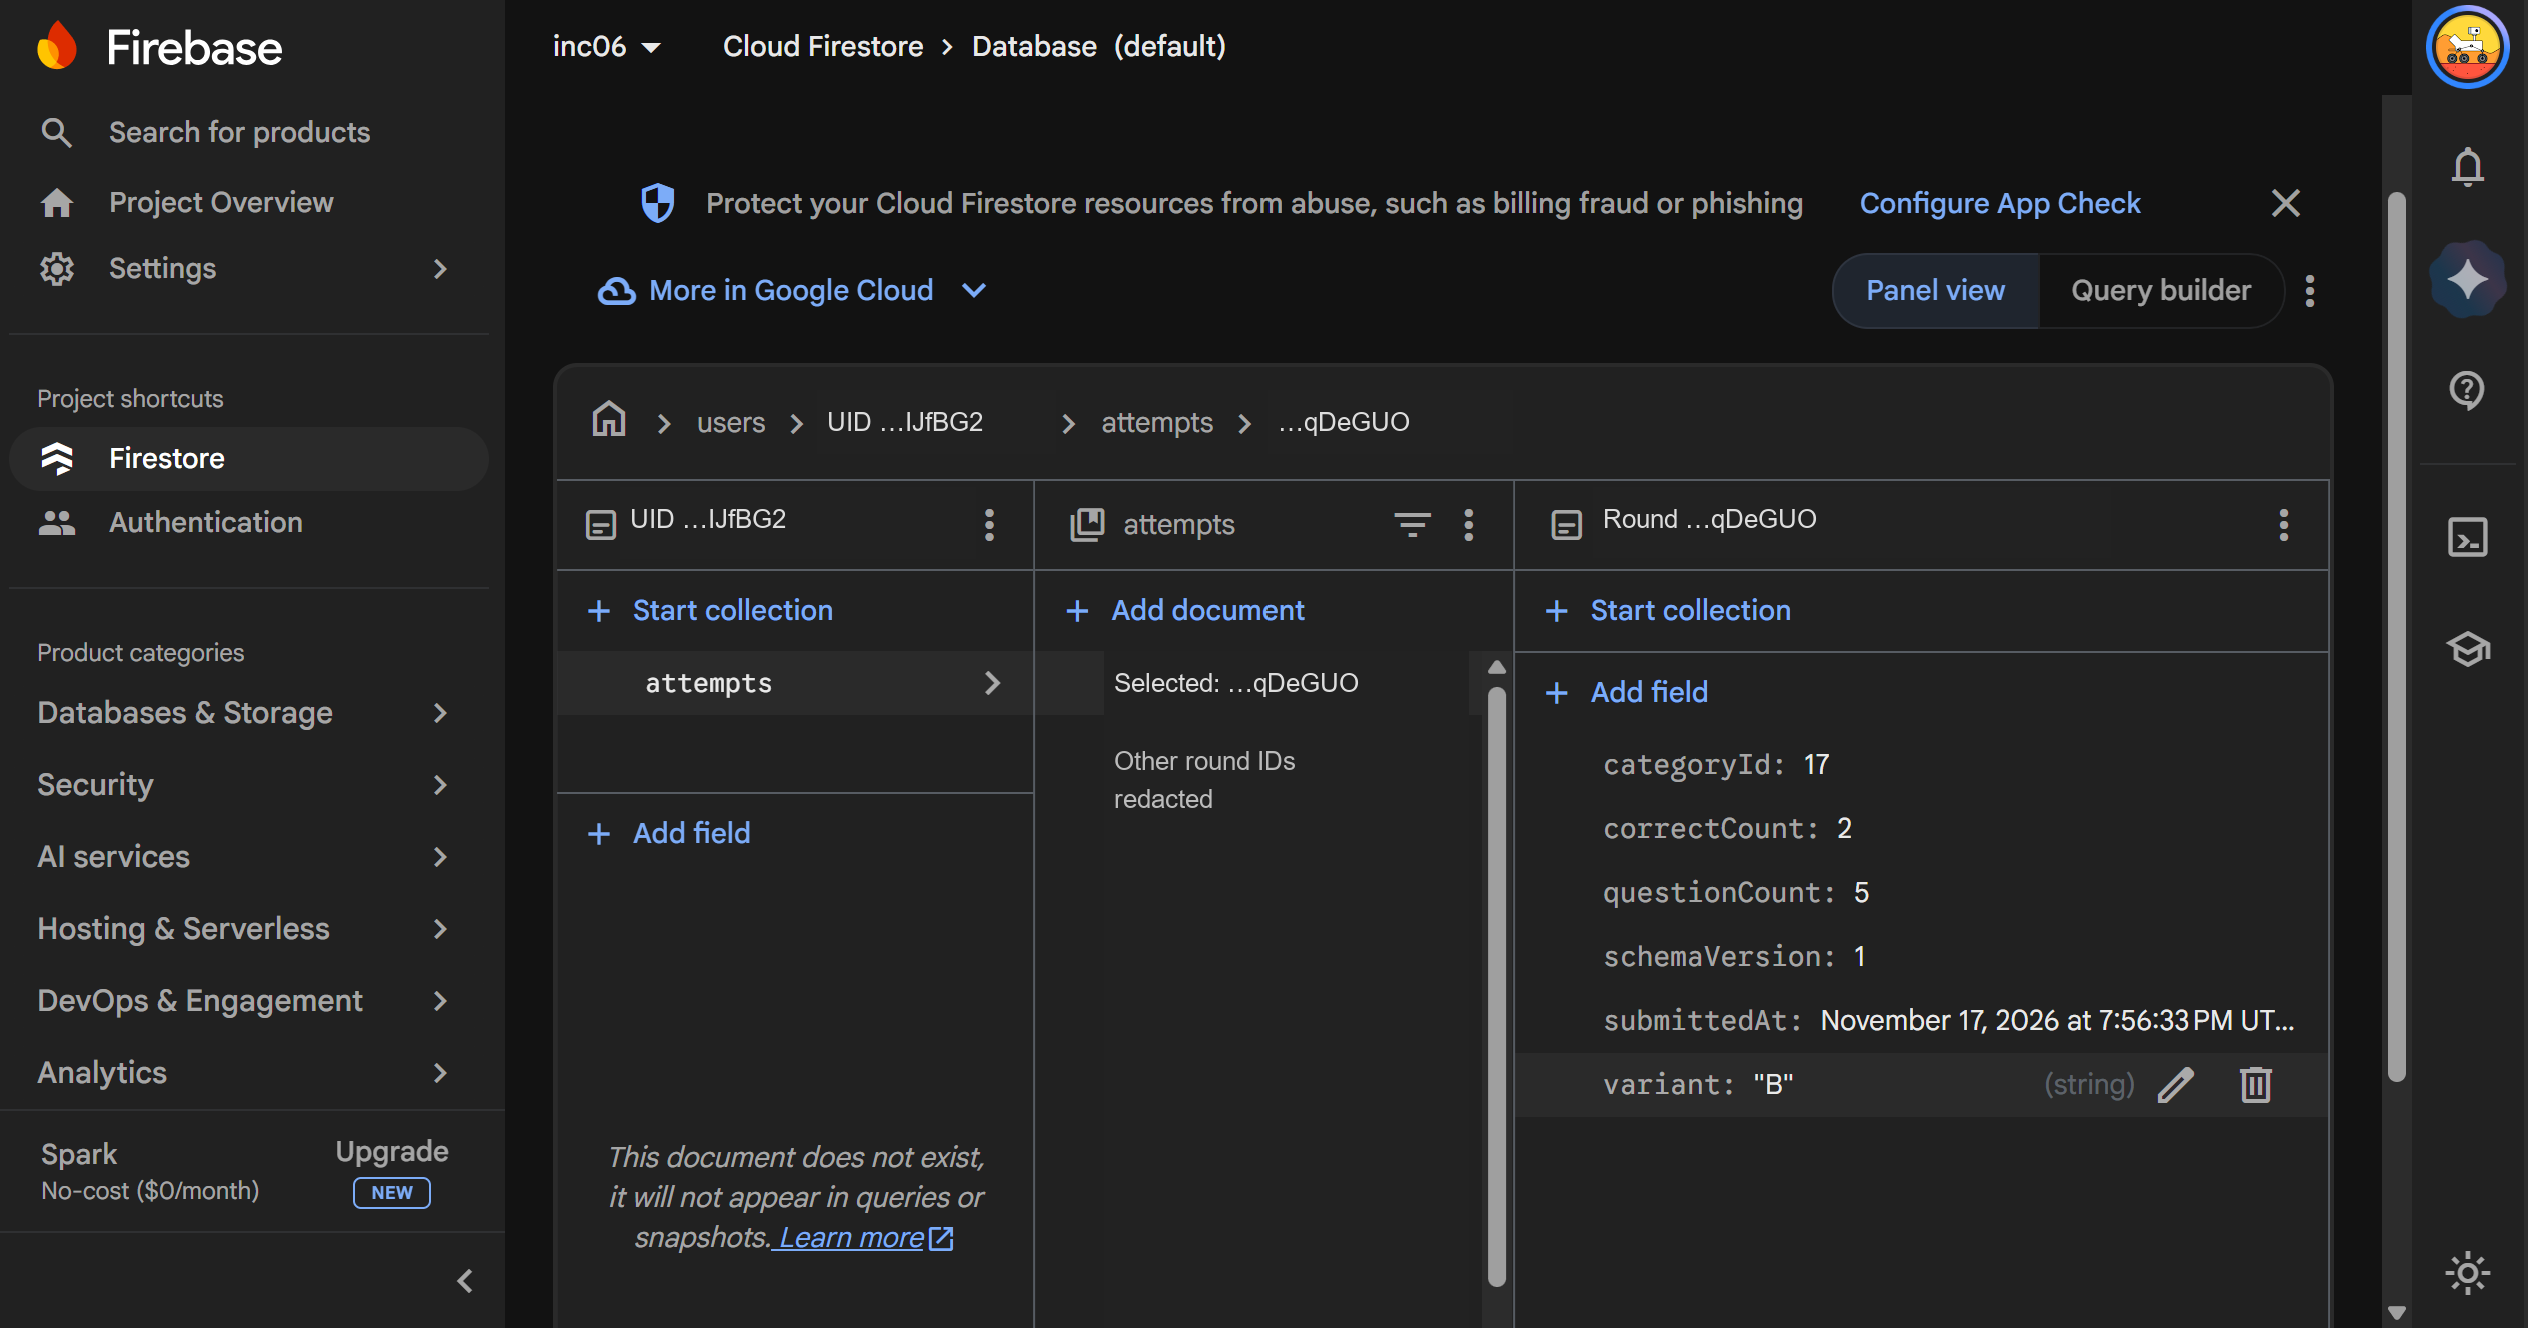 Firebase
Search for products
Project Overview
Settings
Project shortcuts
Firestore
Authentication
Product categories
Databases & Storage
Security
AI services
Hosting & Serverless
DevOps & Engagement
Analytics
Spark
No-cost ($0/month)
Upgrade
NEW
inc06
Cloud Firestore > Database (default)
Protect your Cloud Firestore resources from abuse, such as billing fraud or phishing
Configure App Check
More in Google Cloud
Panel view
Query builder
users > UID …IJfBG2 > attempts > …qDeGUO
UID …IJfBG2
+ Start collection
attempts
+ Add field
This document does not exist,
it will not appear in queries or
snapshots. Learn more
attempts
+ Add document
Selected: …qDeGUO
Other round IDs
redacted
Round …qDeGUO
+ Start collection
+ Add field
categoryId: 17
correctCount: 2
questionCount: 5
schemaVersion: 1
submittedAt: November 17, 2026 at 7:56:33 PM UT...
variant: "B" (string)